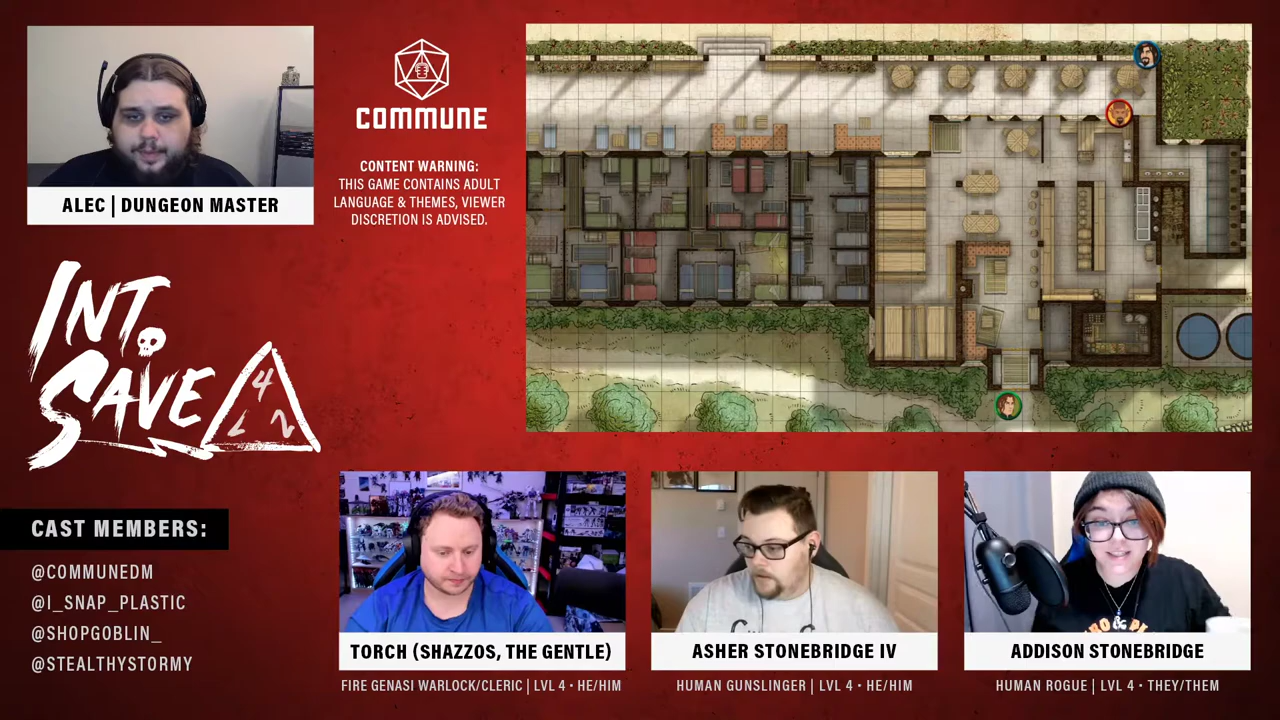 ALEC | DUNGEON MASTER
COMMUNE
CONTENT WARNING:
THIS GAME CONTAINS ADULT
LANGUAGE & THEMES, VIEWER
DISCRETION IS ADVISED.
INT.
SAVE
4
2
CAST MEMBERS:
@COMMUNEDM
@I_SNAP_PLASTIC
@SHOPGOBLIN_
@STEALTHYSTORMY
TORCH (SHAZZOS, THE GENTLE)
FIRE GENASI WARLOCK/CLERIC | LVL 4 • HE/HIM
ASHER STONEBRIDGE IV
HUMAN GUNSLINGER | LVL 4 • HE/HIM
ADDISON STONEBRIDGE
HUMAN ROGUE | LVL 4 • THEY/THEM